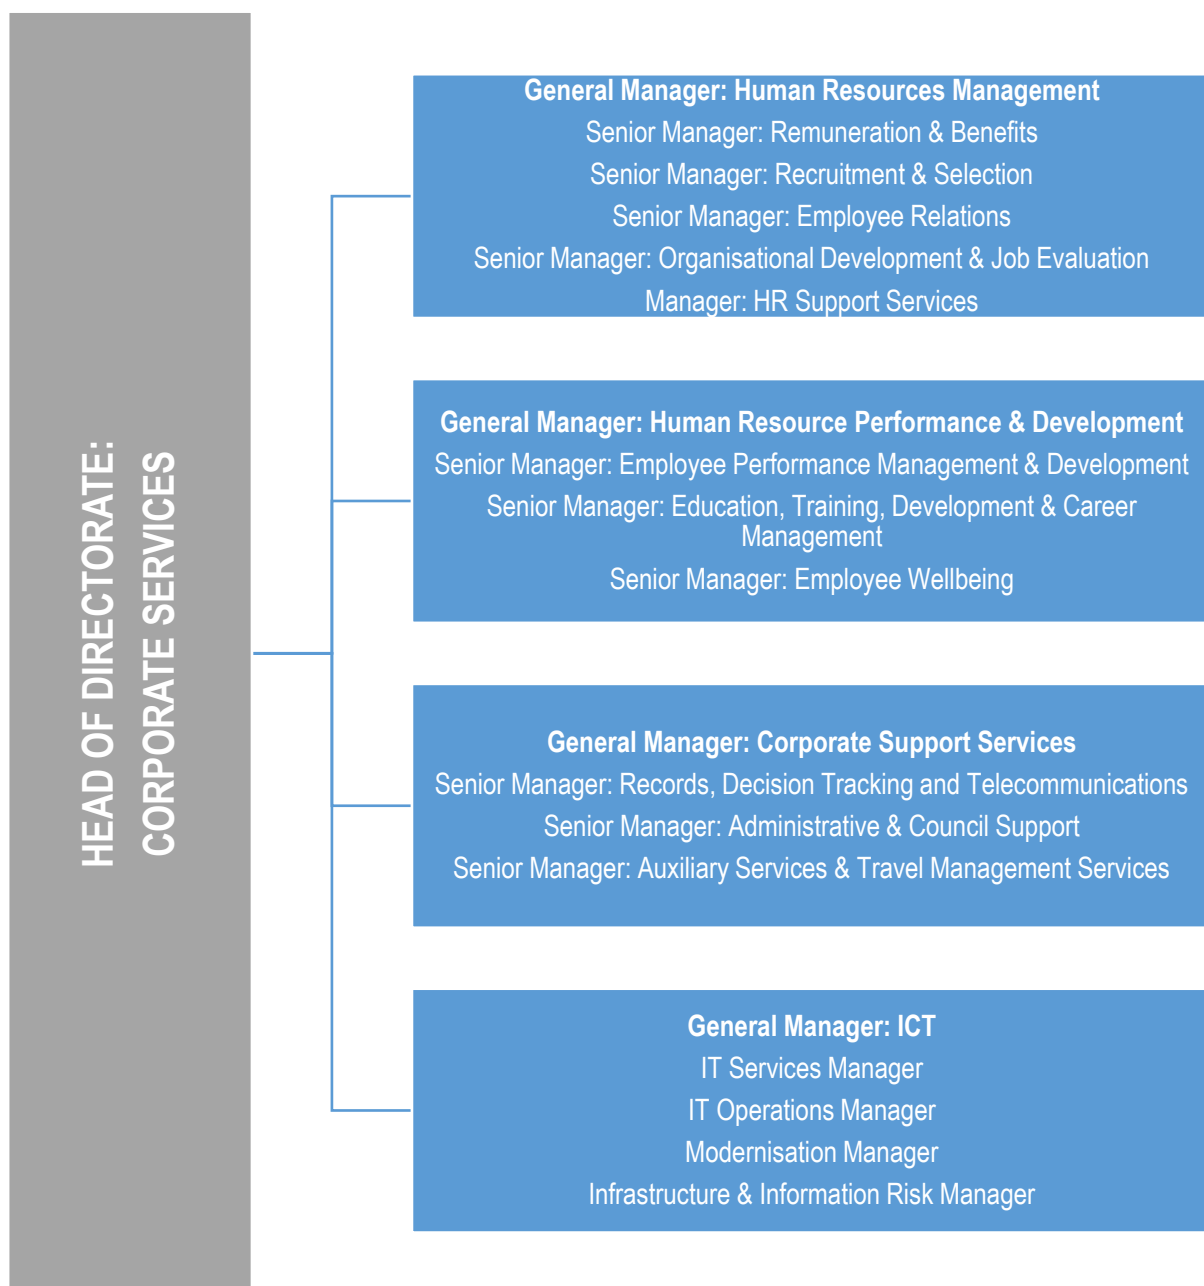 HEAD OF DIRECTORATE:
CORPORATE SERVICES
General Manager: Human Resources Management
Senior Manager: Remuneration & Benefits
Senior Manager: Recruitment & Selection
Senior Manager: Employee Relations
Senior Manager: Organisational Development & Job Evaluation
Manager: HR Support Services
General Manager: Human Resource Performance & Development
Senior Manager: Employee Performance Management & Development
Senior Manager: Education, Training, Development & Career
Management
Senior Manager: Employee Wellbeing
General Manager: Corporate Support Services
Senior Manager: Records, Decision Tracking and Telecommunications
Senior Manager: Administrative & Council Support
Senior Manager: Auxiliary Services & Travel Management Services
General Manager: ICT
IT Services Manager
IT Operations Manager
Modernisation Manager
Infrastructure & Information Risk Manager